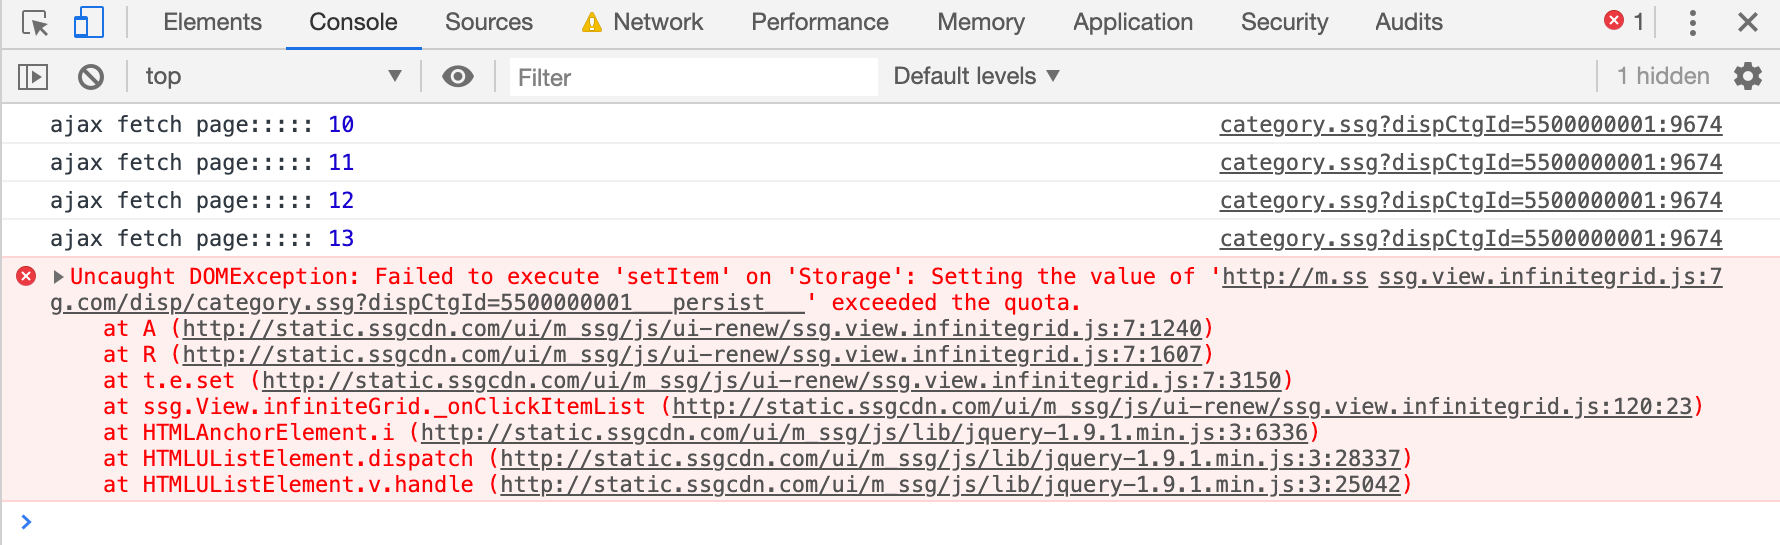 Elements Console Sources Network Performance Memory Application Security Audits 1
top Filter Default levels 1 hidden
ajax fetch page::::: 10 category.ssg?dispCtgId=5500000001:9674
ajax fetch page::::: 11 category.ssg?dispCtgId=5500000001:9674
ajax fetch page::::: 12 category.ssg?dispCtgId=5500000001:9674
ajax fetch page::::: 13 category.ssg?dispCtgId=5500000001:9674
Uncaught DOMException: Failed to execute 'setItem' on 'Storage': Setting the value of 'http://m.ss ssg.view.infinitegrid.js:7
g.com/disp/category.ssg?dispCtgId=5500000001___persist___' exceeded the quota.
at A (http://static.ssgcdn.com/ui/m_ssg/js/ui-renew/ssg.view.infinitegrid.js:7:1240)
at R (http://static.ssgcdn.com/ui/m_ssg/js/ui-renew/ssg.view.infinitegrid.js:7:1607)
at t.e.set (http://static.ssgcdn.com/ui/m_ssg/js/ui-renew/ssg.view.infinitegrid.js:7:3150)
at ssg.View.infiniteGrid._onClickItemList (http://static.ssgcdn.com/ui/m_ssg/js/ui-renew/ssg.view.infinitegrid.js:120:23)
at HTMLAnchorElement.i (http://static.ssgcdn.com/ui/m_ssg/js/lib/jquery-1.9.1.min.js:3:6336)
at HTMLUListElement.dispatch (http://static.ssgcdn.com/ui/m_ssg/js/lib/jquery-1.9.1.min.js:3:28337)
at HTMLUListElement.v.handle (http://static.ssgcdn.com/ui/m_ssg/js/lib/jquery-1.9.1.min.js:3:25042)